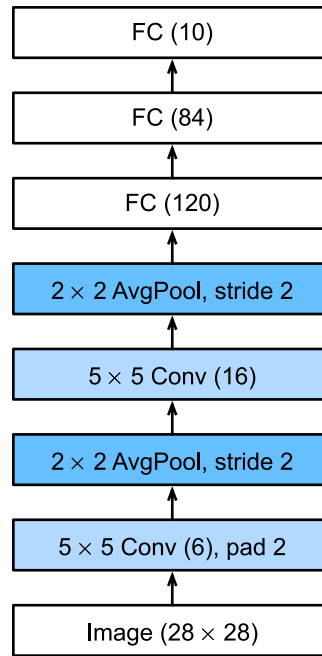 FC (10)
FC (84)
FC (120)
2 × 2 AvgPool, stride 2
5 × 5 Conv (16)
2 × 2 AvgPool, stride 2
5 × 5 Conv (6), pad 2
Image (28 × 28)